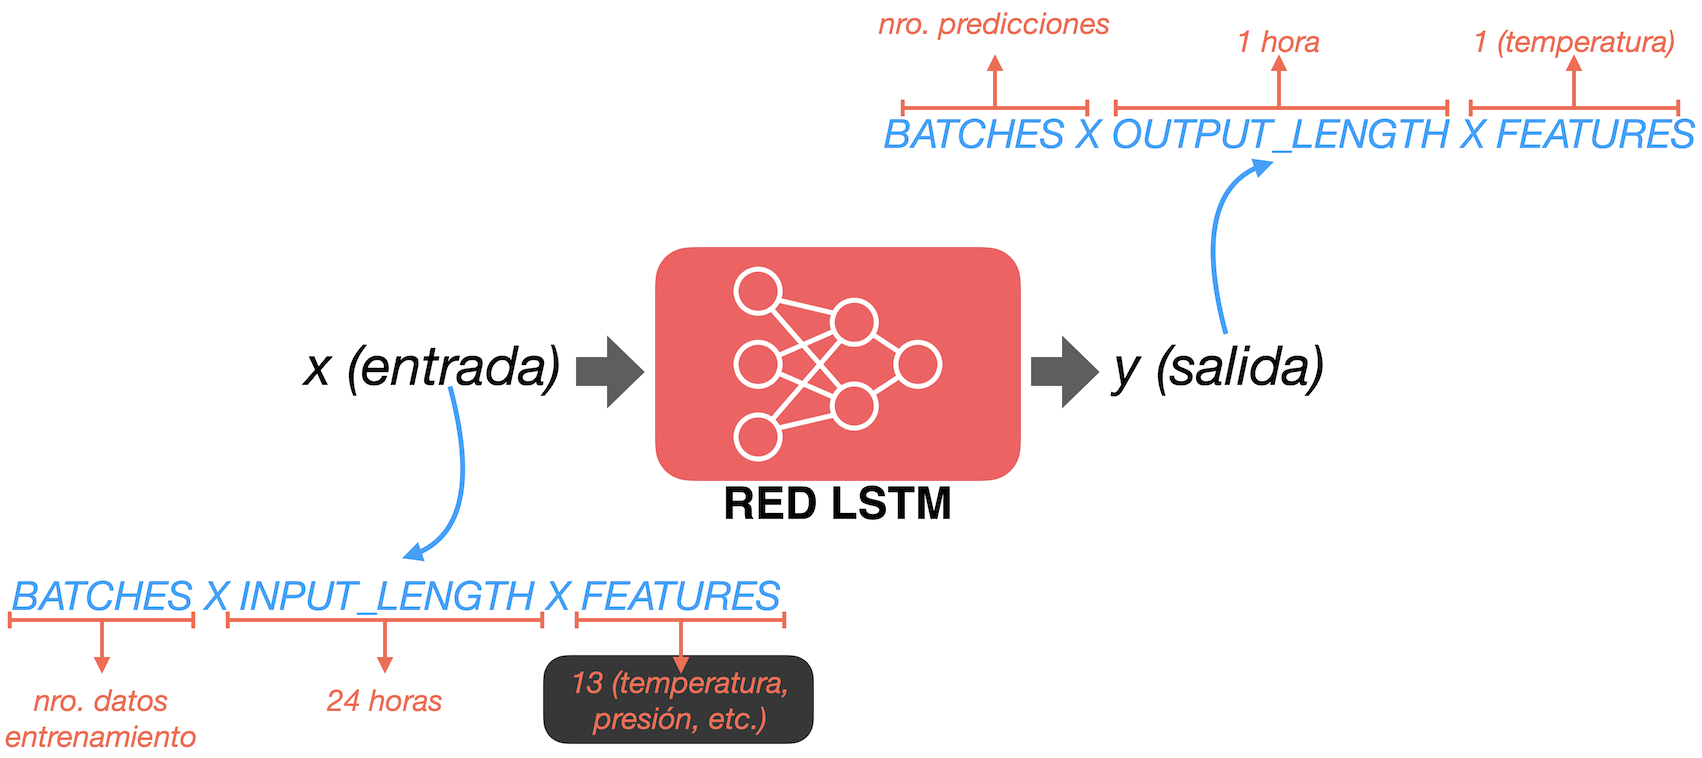 nro. predicciones
1 hora
1 (temperatura)
BATCHES X OUTPUT_LENGTH X FEATURES
x (entrada)
y (salida)
RED LSTM
BATCHES X INPUT_LENGTH X FEATURES
nro. datos
entrenamiento
24 horas
13 (temperatura,
presión, etc.)